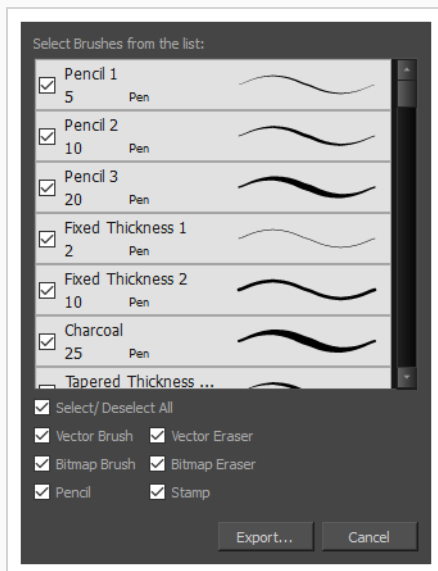 Select Brushes from the list:
Pencil 1
5 Pen
Pencil 2
10 Pen
Pencil 3
20 Pen
Fixed Thickness 1
2 Pen
Fixed Thickness 2
10 Pen
Charcoal
25 Pen
Tapered Thickness ...
Select/ Deselect All
Vector Brush Vector Eraser
Bitmap Brush Bitmap Eraser
Pencil Stamp
Export... Cancel